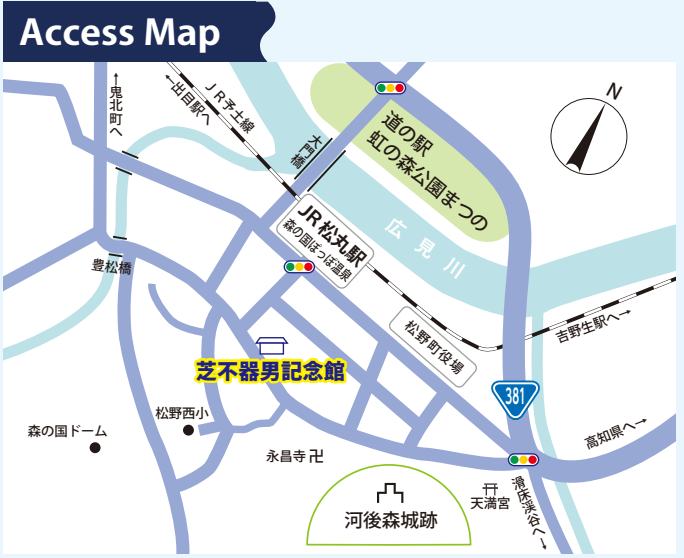 Access Map
N
←鬼北町へ
←出目駅へ
JR予土線
大門橋
道の駅
虹の森公園まつの
JR松丸駅
森の国ぽっぽ温泉
広見川
豊松橋
松野町役場
吉野生駅へ→
芝不器男記念館
381
松野西小
森の国ドーム
永昌寺卍
高知県へ→
天満宮
滑床渓谷へ→
河後森城跡